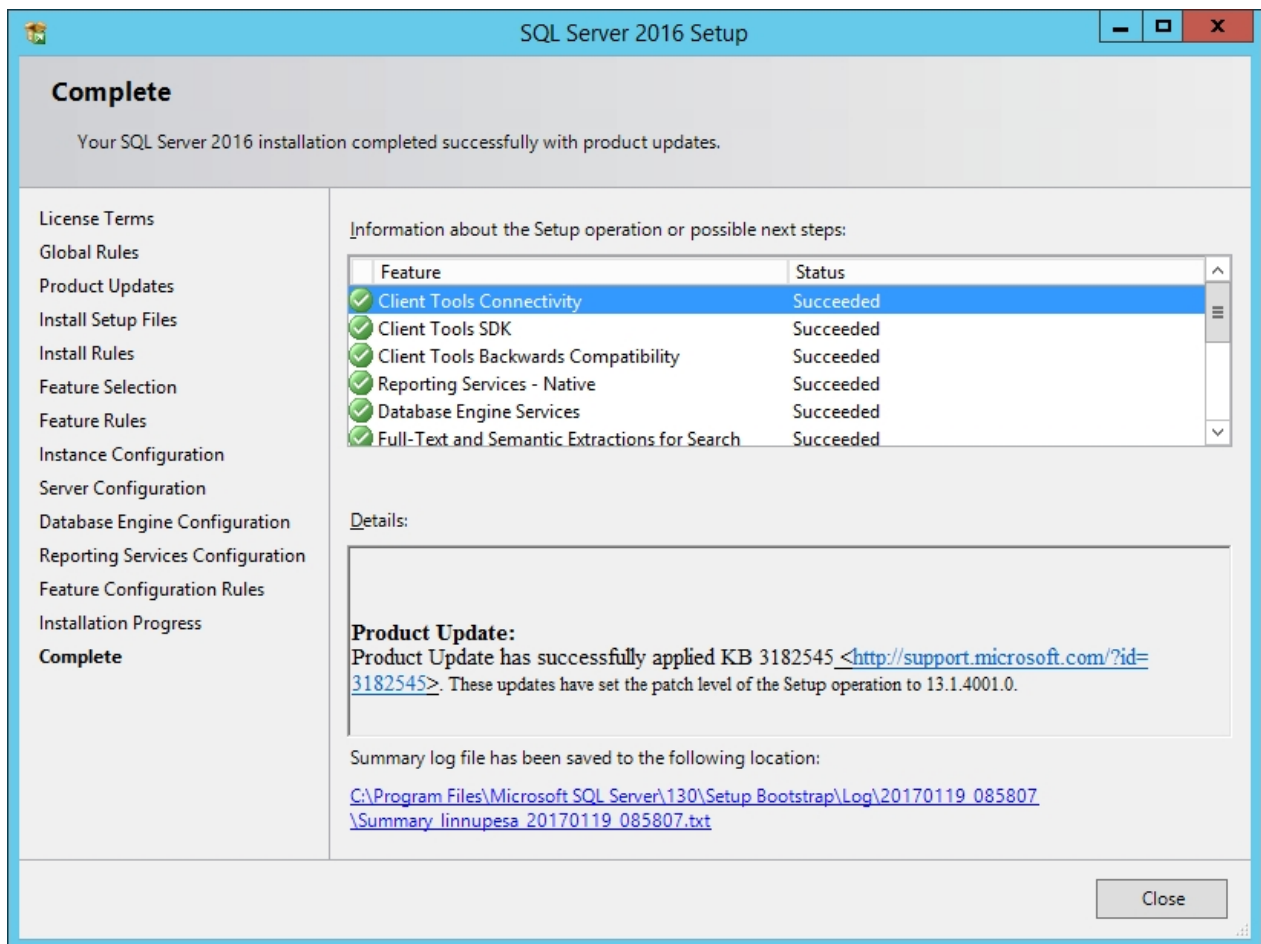 SQL Server 2016 Setup
Complete
Your SQL Server 2016 installation completed successfully with product updates.
License Terms
Global Rules
Product Updates
Install Setup Files
Install Rules
Feature Selection
Feature Rules
Instance Configuration
Server Configuration
Database Engine Configuration
Reporting Services Configuration
Feature Configuration Rules
Installation Progress
Complete
Information about the Setup operation or possible next steps:
Feature Status
Client Tools Connectivity Succeeded
Client Tools SDK Succeeded
Client Tools Backwards Compatibility Succeeded
Reporting Services - Native Succeeded
Database Engine Services Succeeded
Full-Text and Semantic Extractions for Search Succeeded
Details:
Product Update:
Product Update has successfully applied KB 3182545 <http://support.microsoft.com/?id=
3182545>. These updates have set the patch level of the Setup operation to 13.1.4001.0.
Summary log file has been saved to the following location:
C:\Program Files\Microsoft SQL Server\130\Setup Bootstrap\Log\20170119_085807
\Summary_linnupesa_20170119_085807.txt
Close